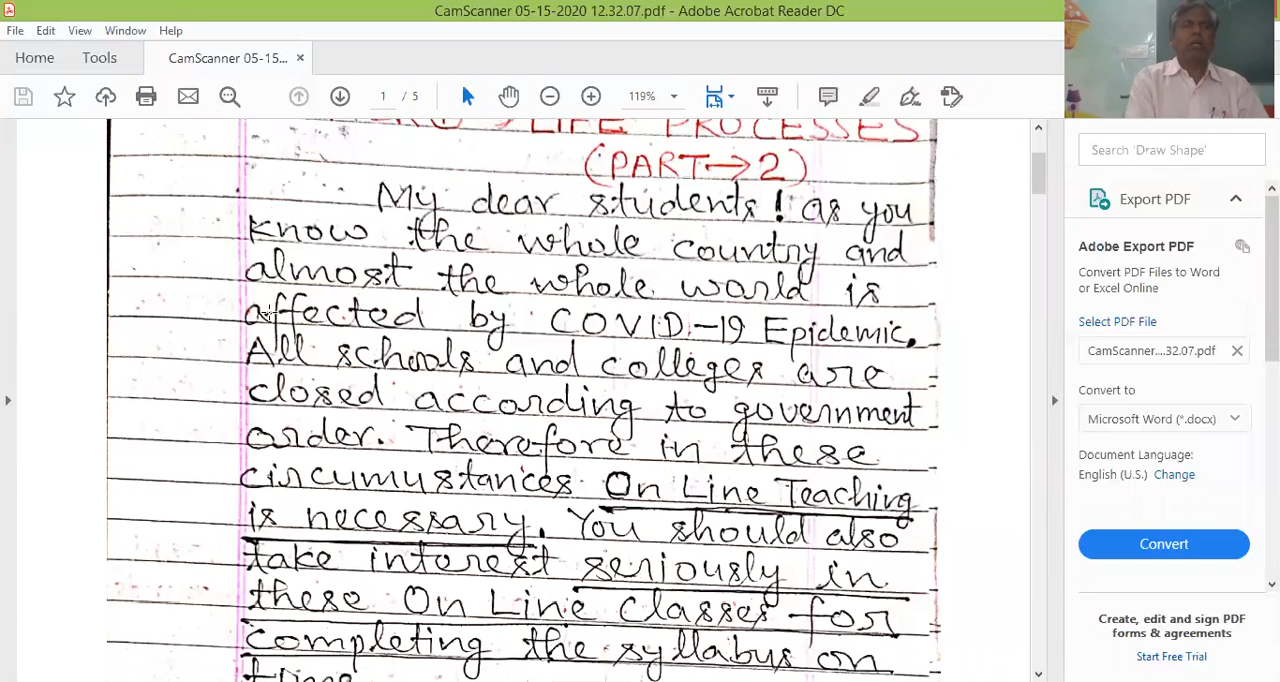 CamScanner 05-15-2020 12.32.07.pdf - Adobe Acrobat Reader DC
File Edit View Window Help
Home Tools CamScanner 05-15... ×
1 / 5 119%
LIFE PROCESSES
(PART→2)
My dear students! as you
know the whole country and
almost the whole world is
affected by COVID-19 Epidemic.
All schools and colleges are
closed according to government
order. Therefore in these
circumustances On Line Teaching
is necessary. You should also
take interest seriously in
these On Line Classes for
completing the syllabus on
time
Search 'Draw Shape'
Export PDF
Adobe Export PDF
Convert PDF Files to Word
or Excel Online
Select PDF File
CamScanner....32.07.pdf
Convert to
Microsoft Word (*.docx)
Document Language:
English (U.S.) Change
Convert
Create, edit and sign PDF
forms & agreements
Start Free Trial